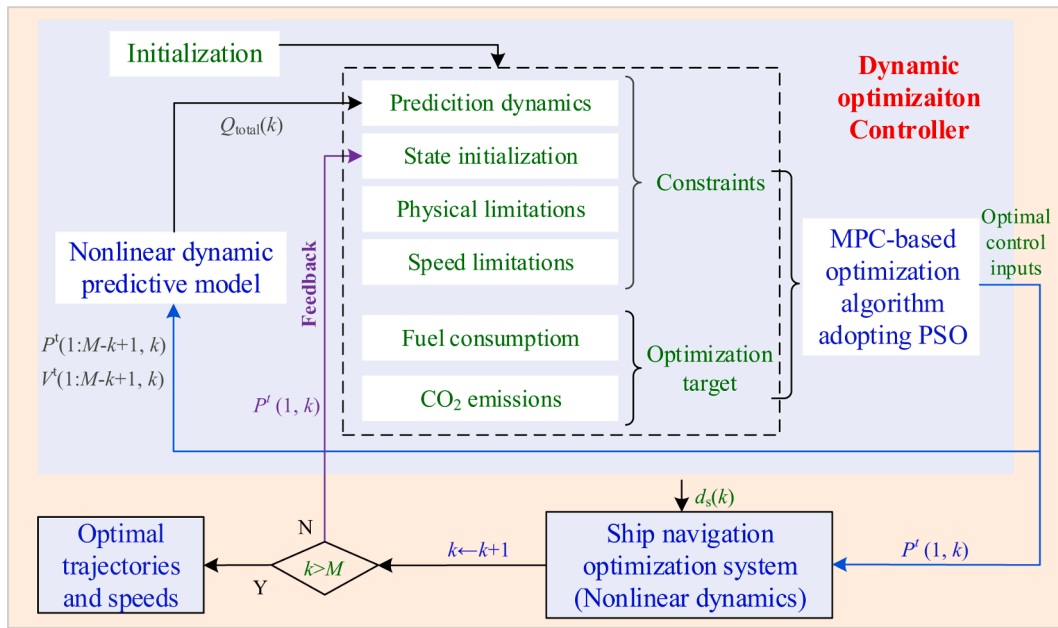 Initialization
Dynamic
optimizaiton
Controller
Predicition dynamics
Q_total(k)
State initialization
Constraints
Physical limitations
Speed limitations
Nonlinear dynamic
predictive model
Feedback
MPC-based
optimization
algorithm
adopting PSO
Optimal
control
inputs
P^t(1:M-k+1, k)
V^t(1:M-k+1, k)
Fuel consumptiom
Optimization
target
CO₂ emissions
P^t (1, k)
d_s(k)
Optimal
trajectories
and speeds
N
Y
k>M
k←k+1
Ship navigation
optimization system
(Nonlinear dynamics)
P^t (1, k)